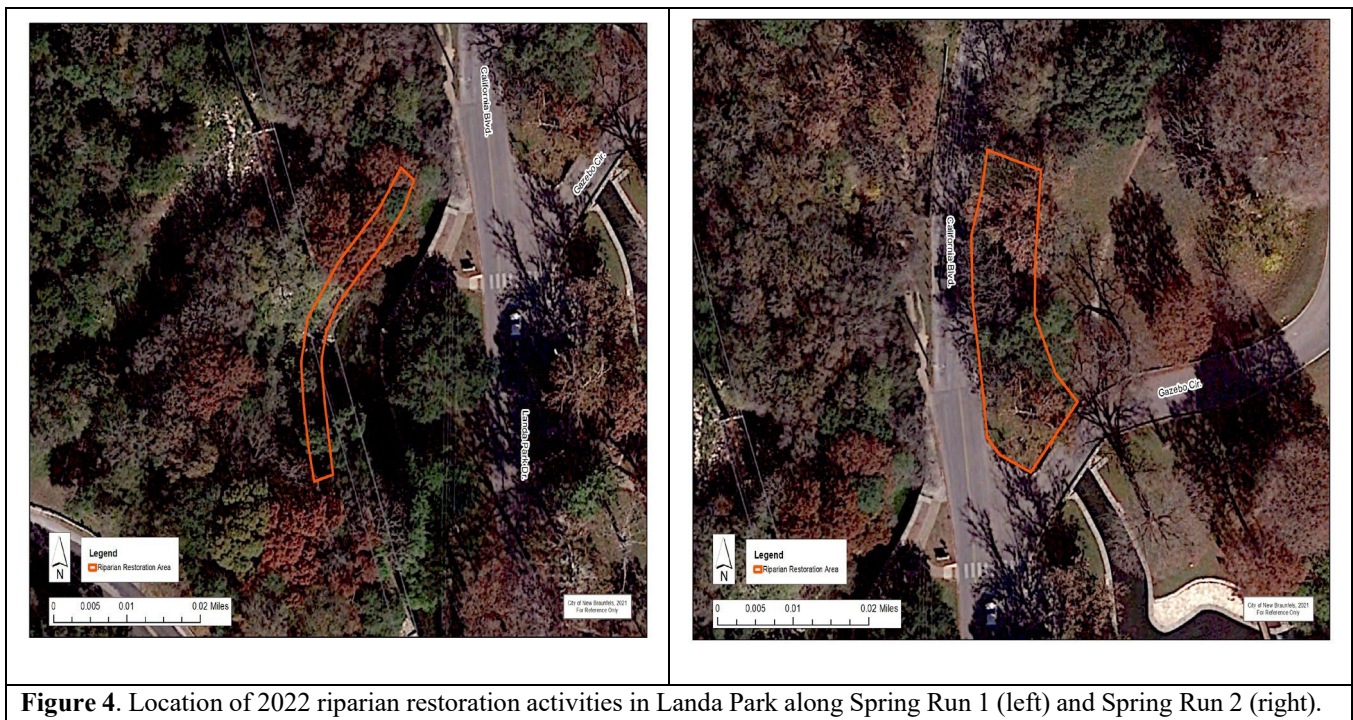 California Blvd.
Gazebo Cir.
Landa Park Dr.
N
Legend
Riparian Restoration Area
0 0.005 0.01 0.02 Miles
City of New Braunfels, 2021
For Reference Only
California Blvd.
Gazebo Cir.
N
Legend
Riparian Restoration Area
0 0.005 0.01 0.02 Miles
City of New Braunfels, 2021
For Reference Only
Figure 4. Location of 2022 riparian restoration activities in Landa Park along Spring Run 1 (left) and Spring Run 2 (right).